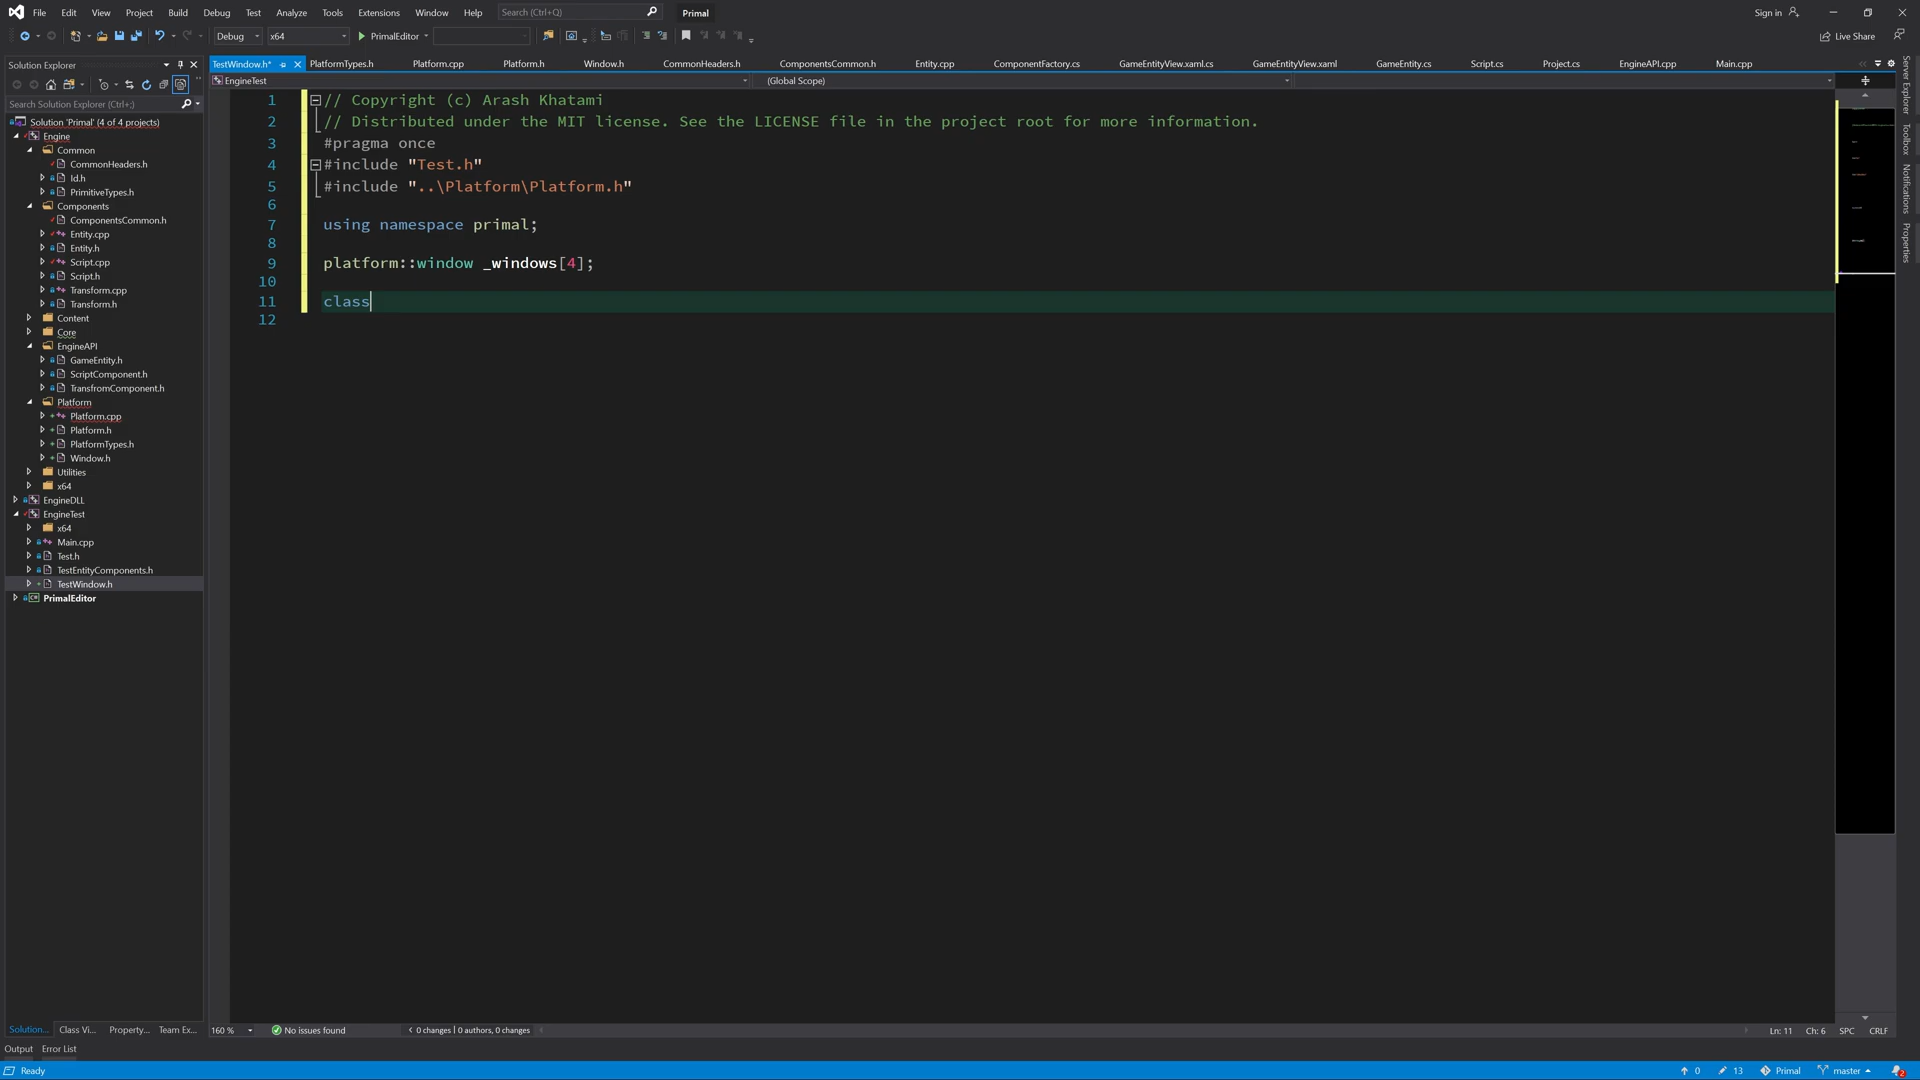 File Edit View Project Build Debug Test Analyze Tools Extensions Window Help Search (Ctrl+Q) Primal Sign in
Debug x64 PrimalEditor Live Share
Solution Explorer
TestWindow.h* PlatformTypes.h Platform.cpp Platform.h Window.h CommonHeaders.h ComponentsCommon.h Entity.cpp ComponentFactory.cs GameEntityView.xaml.cs GameEntityView.xaml GameEntity.cs Script.cs Project.cs EngineAPI.cpp Main.cpp
EngineTest (Global Scope)
Search Solution Explorer (Ctrl+;)
Solution 'Primal' (4 of 4 projects)
Engine
Common
CommonHeaders.h
Id.h
PrimitiveTypes.h
Components
ComponentsCommon.h
Entity.cpp
Entity.h
Script.cpp
Script.h
Transform.cpp
Transform.h
Content
Core
EngineAPI
GameEntity.h
ScriptComponent.h
TransfromComponent.h
Platform
Platform.cpp
Platform.h
PlatformTypes.h
Window.h
Utilities
x64
EngineDLL
EngineTest
x64
Main.cpp
Test.h
TestEntityComponents.h
TestWindow.h
PrimalEditor
1 // Copyright (c) Arash Khatami
2 // Distributed under the MIT license. See the LICENSE file in the project root for more information.
3 #pragma once
4 #include "Test.h"
5 #include "..\Platform\Platform.h"
6
7 using namespace primal;
8
9 platform::window _windows[4];
10
11 class
12
Server Explorer
Toolbox
Notifications
Properties
Solution... Class Vi... Property... Team Ex...
160 % No issues found 0 changes | 0 authors, 0 changes Ln: 11 Ch: 6 SPC CRLF
Output Error List
Ready 0 13 Primal master 2